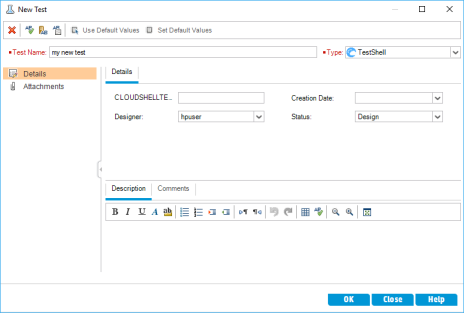 New Test
Use Default Values Set Default Values
Test Name: my new test Type: TestShell
Details
Attachments
Details
CLOUDSHELLTE... Creation Date:
Designer: hpuser Status: Design
Description Comments
B I U A ab
OK Close Help